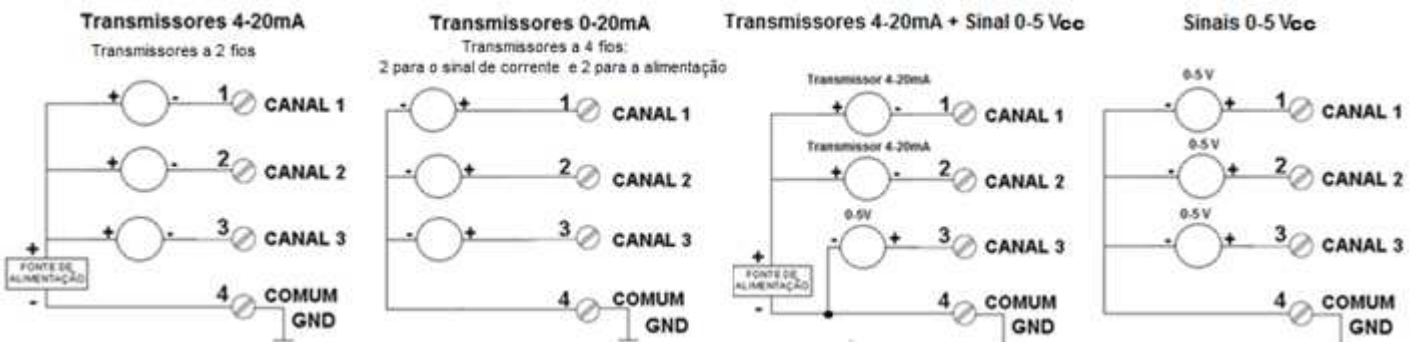 Transmissores 4-20mA
Transmissores a 2 fios
+ - 1 CANAL 1
+ - 2 CANAL 2
+ - 3 CANAL 3
+
FONTE DE
ALIMENTAÇÃO
-
4 COMUM
GND
Transmissores 0-20mA
Transmissores a 4 fios:
2 para o sinal de corrente e 2 para a alimentação
- + 1 CANAL 1
- + 2 CANAL 2
- + 3 CANAL 3
4 COMUM
GND
Transmissores 4-20mA + Sinal 0-5 Vcc
Transmissor 4-20mA
+ - 1 CANAL 1
Transmissor 4-20mA
+ - 2 CANAL 2
0-5V
- + 3 CANAL 3
+
FONTE DE
ALIMENTAÇÃO
-
4 COMUM
GND
Sinais 0-5 Vcc
0-5 V
- + 1 CANAL 1
0-5 V
- + 2 CANAL 2
0-5 V
- + 3 CANAL 3
4 COMUM
GND